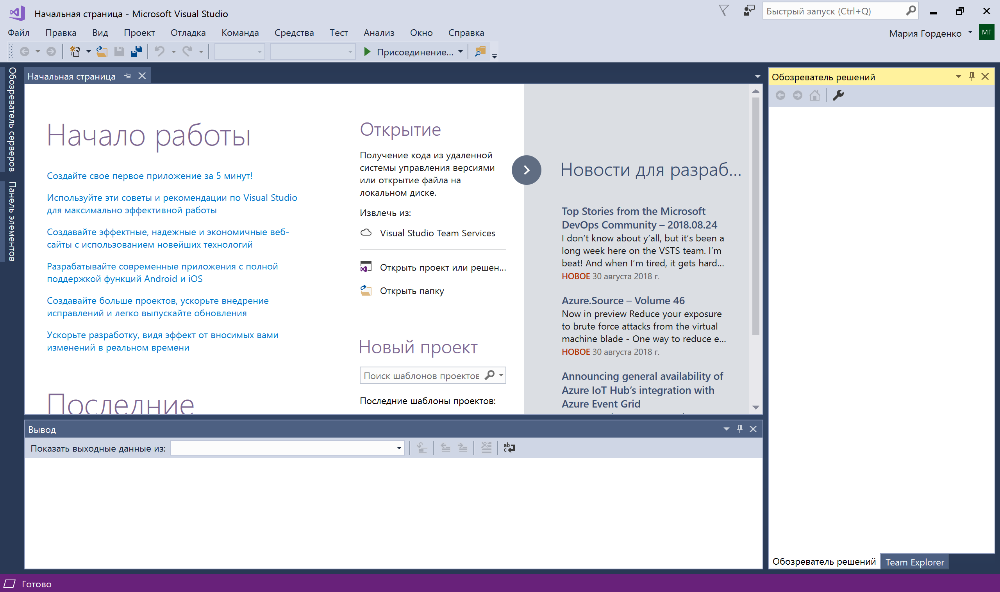 Начальная страница - Microsoft Visual Studio
Быстрый запуск (Ctrl+Q)
Файл Правка Вид Проект Отладка Команда Средства Тест Анализ Окно Справка
Мария Горденко МГ
Присоединение...
Обозреватель серверов
Панель элементов
Начальная страница
Начало работы
Создайте свое первое приложение за 5 минут!
Используйте эти советы и рекомендации по Visual Studio
для максимально эффективной работы
Создавайте эффектные, надежные и экономичные веб-
сайты с использованием новейших технологий
Разрабатывайте современные приложения с полной
поддержкой функций Android и iOS
Создавайте больше проектов, ускорьте внедрение
исправлений и легко выпускайте обновления
Ускорьте разработку, видя эффект от вносимых вами
изменений в реальном времени
Последние
Открытие
Получение кода из удаленной
системы управления версиями
или открытие файла на
локальном диске.
Извлечь из:
Visual Studio Team Services
Открыть проект или решен...
Открыть папку
Новый проект
Поиск шаблонов проектов
Последние шаблоны проектов:
Новости для разраб...
Top Stories from the Microsoft
DevOps Community – 2018.08.24
I don’t know about y’all, but it’s been a
long week here on the VSTS team. I’m
beat! And when I’m tired, it gets hard...
НОВОЕ 30 августа 2018 г.
Azure.Source – Volume 46
Now in preview Reduce your exposure
to brute force attacks from the virtual
machine blade - One way to reduce e...
НОВОЕ 30 августа 2018 г.
Announcing general availability of
Azure IoT Hub’s integration with
Azure Event Grid
Вывод
Показать выходные данные из:
Обозреватель решений
Обозреватель решений Team Explorer
Готово